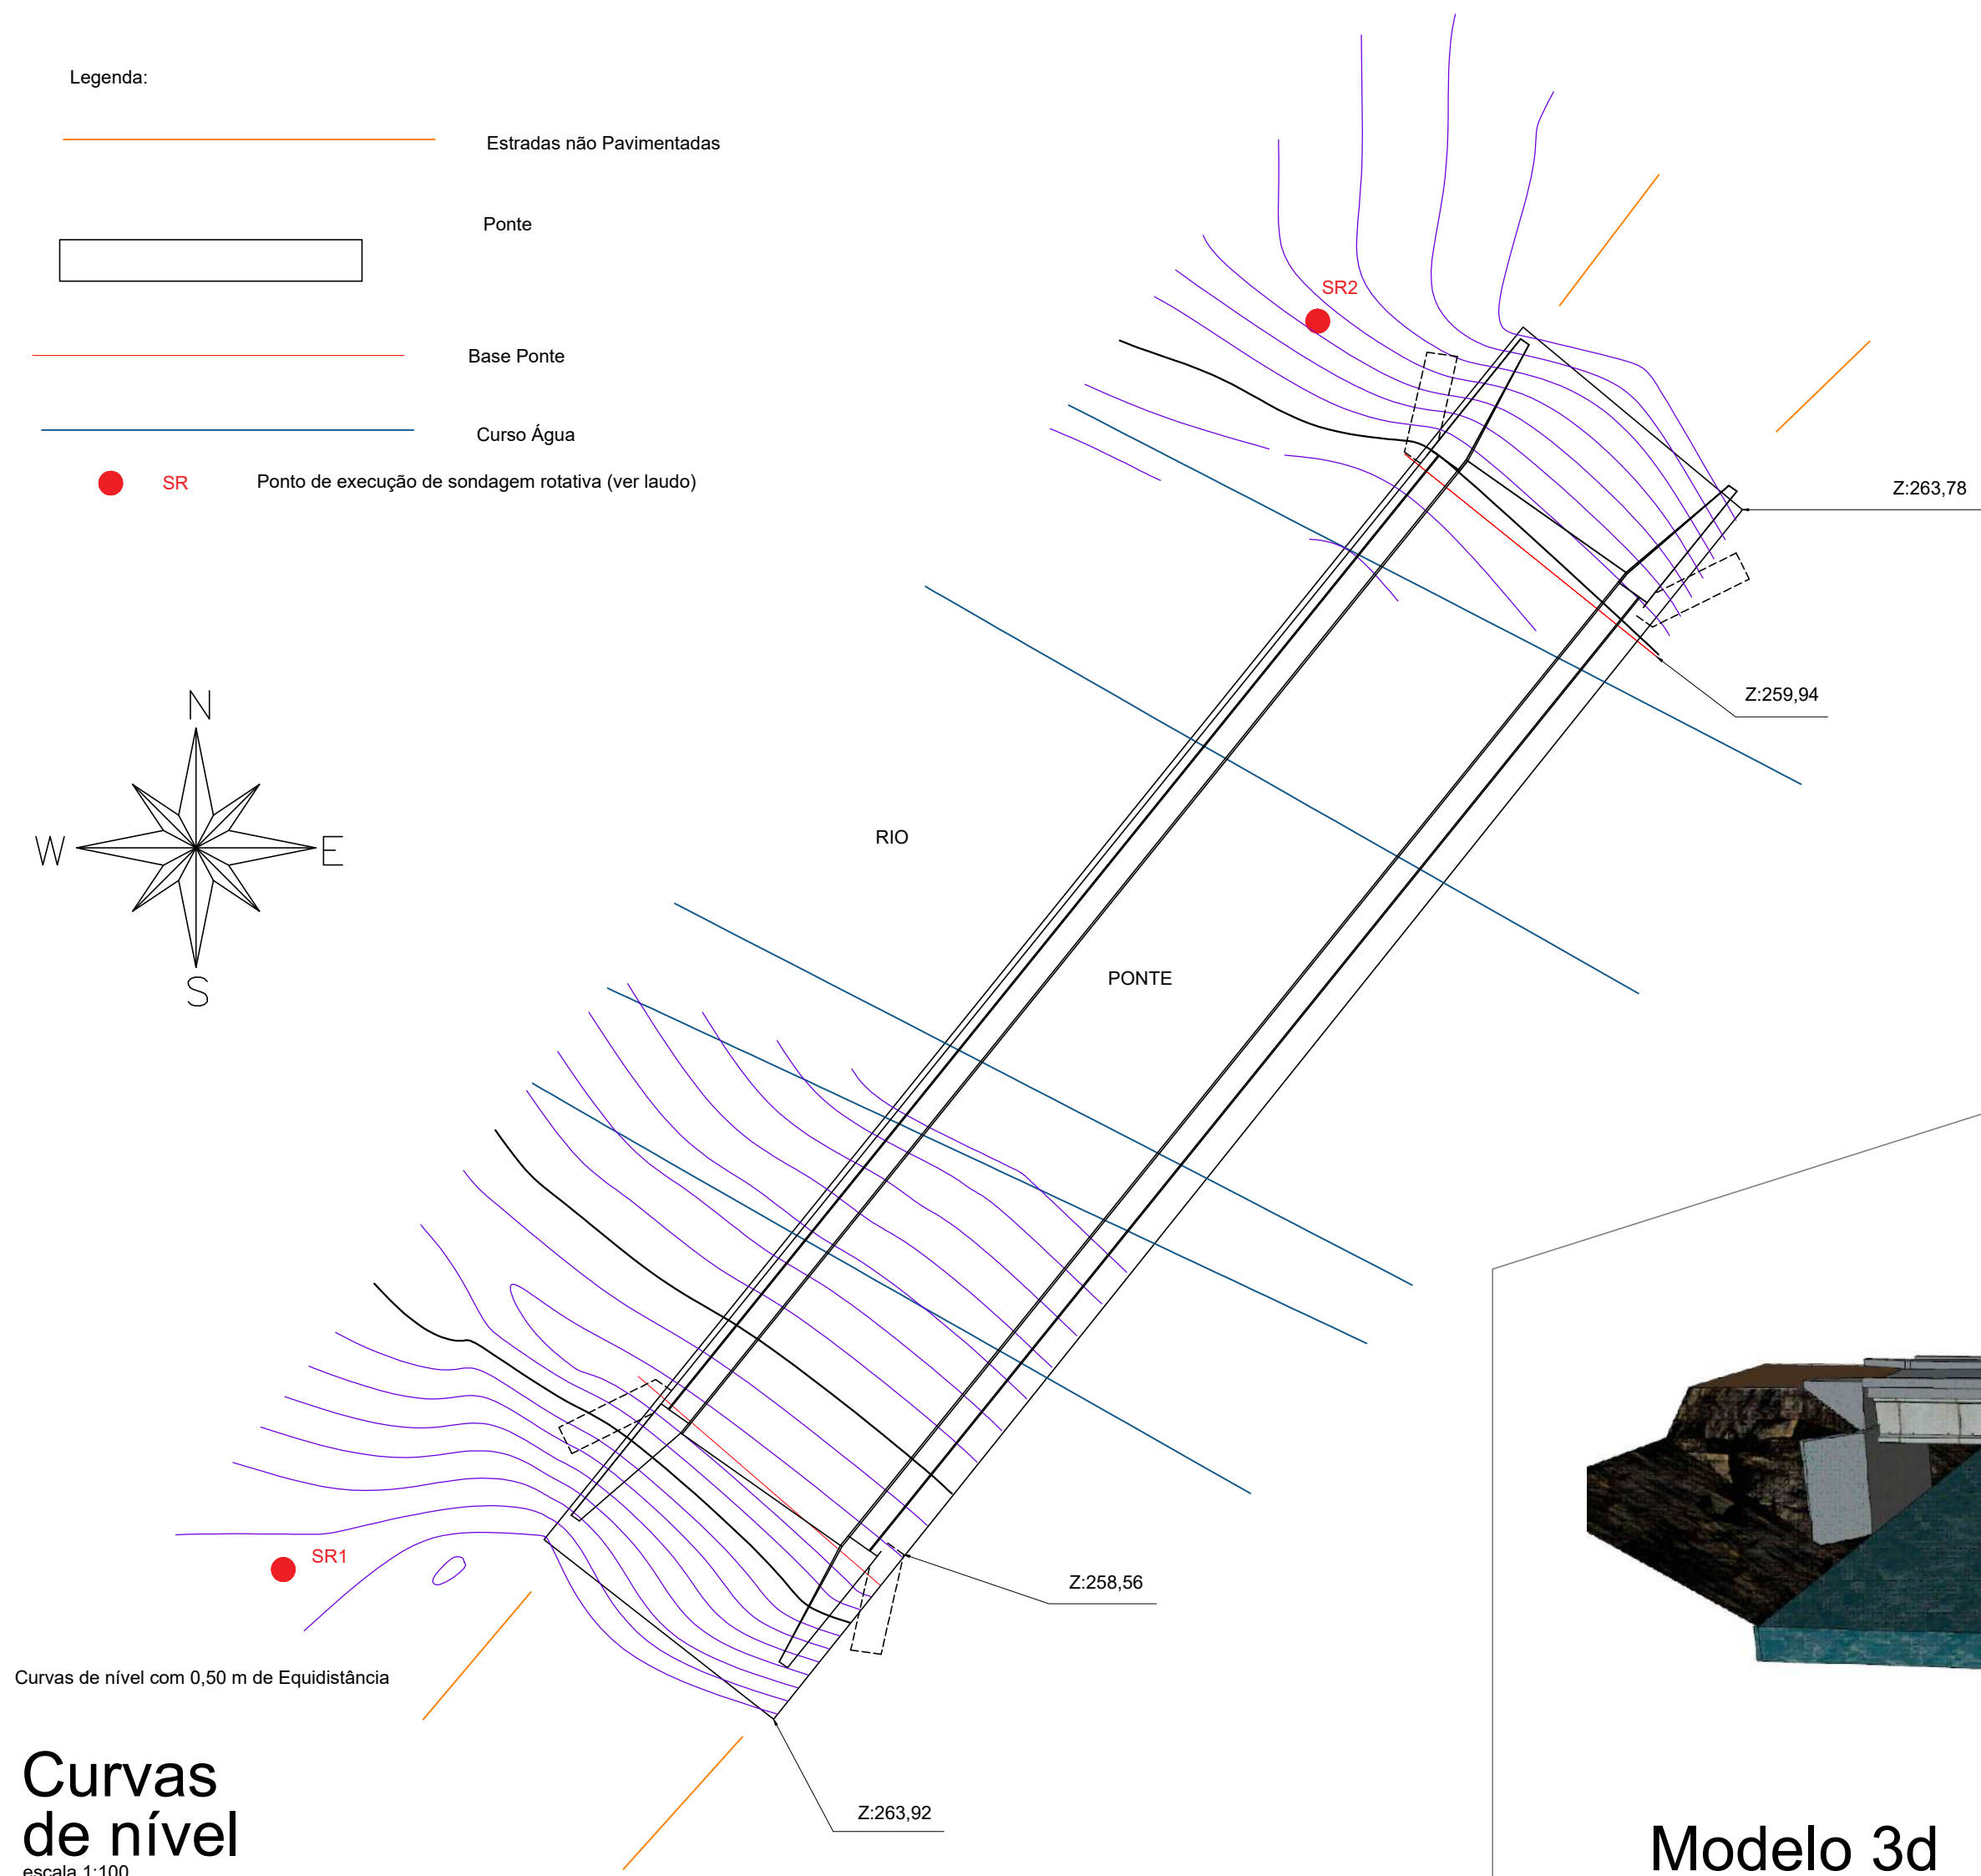 Legenda:
Estradas não Pavimentadas
Ponte
Base Ponte
Curso Água
SR
Ponto de execução de sondagem rotativa (ver laudo)
SR2
Z:263,78
Z:259,94
N
W
E
S
RIO
PONTE
SR1
Z:258,56
Curvas de nível com 0,50 m de Equidistância
Z:263,92
Curvas
de nível
escala 1:100
Modelo 3d